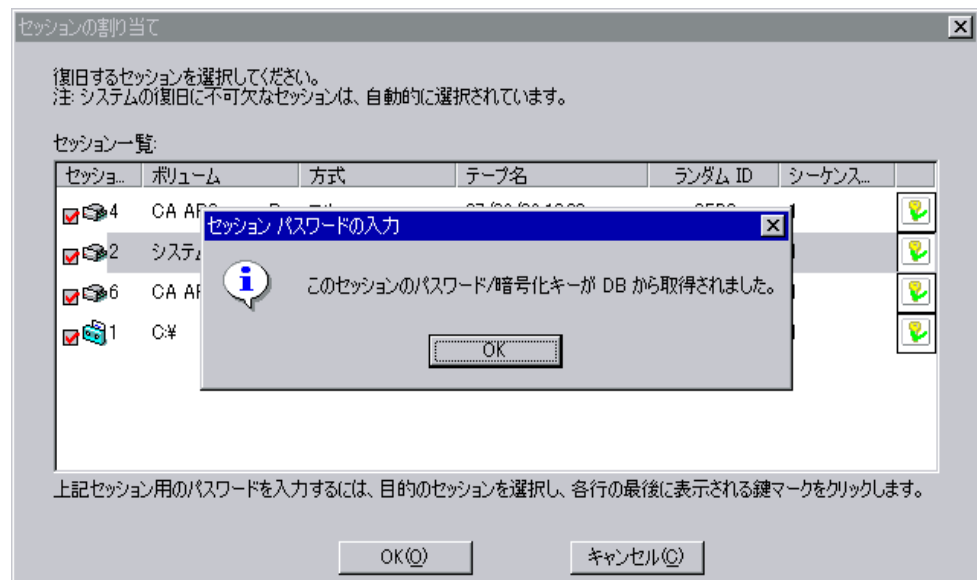 セッションの割り当て
復旧するセッションを選択してください。
注: システムの復旧に不可欠なセッションは、自動的に選択されています。
セッション一覧:
セッショ... ボリューム 方式 テープ名 ランダム ID シーケンス...
4 CA
セッション パスワードの入力
2
このセッションのパスワード/暗号化キーが DB から取得されました。
6 CA
1 C:¥
OK
上記セッション用のパスワードを入力するには、目的のセッションを選択し、各行の最後に表示される鍵マークをクリックします。
OK(O) キャンセル(C)